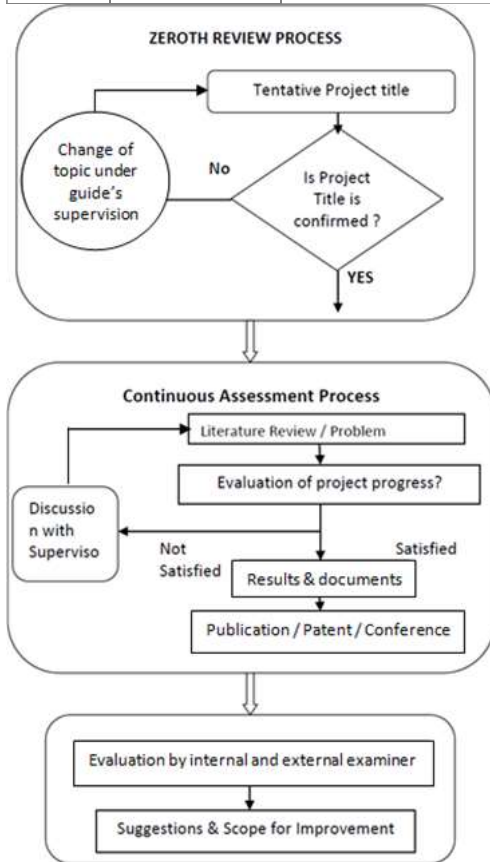 ZEROTH REVIEW PROCESS
Tentative Project title
Change of
topic under
guide's
supervision
No
Is Project
Title is
confirmed ?
YES
Continuous Assessment Process
Literature Review / Problem
Evaluation of project progress?
Discussio
n with
Superviso
Not
Satisfied
Satisfied
Results & documents
Publication / Patent / Conference
Evaluation by internal and external examiner
Suggestions & Scope for Improvement